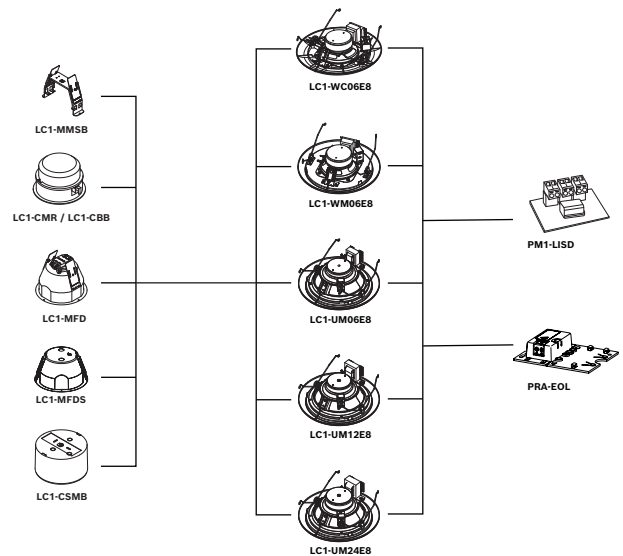 LC1-MMSB
LC1-CMR / LC1-CBB
LC1-MFD
LC1-MFDS
LC1-CSMB
LC1-WC06E8
LC1-WM06E8
LC1-UM06E8
LC1-UM12E8
LC1-UM24E8
PM1-LISD
PRA-EOL